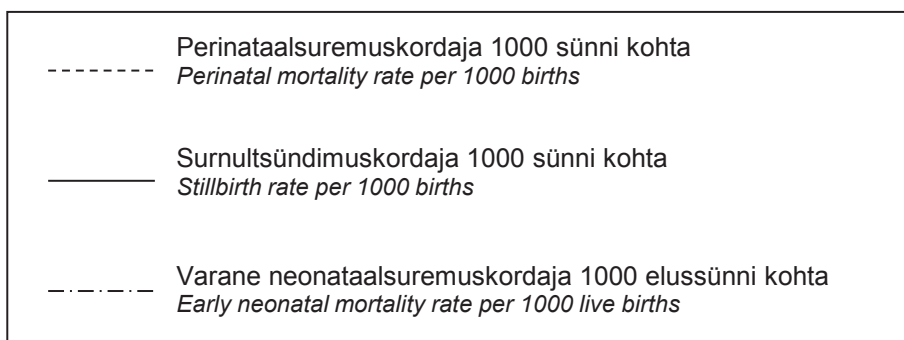 Perinataalsuremuskordaja 1000 sünni kohta
Perinatal mortality rate per 1000 births
Surnultsündimuskordaja 1000 sünni kohta
Stillbirth rate per 1000 births
Varane neonataalsuremuskordaja 1000 elussünni kohta
Early neonatal mortality rate per 1000 live births